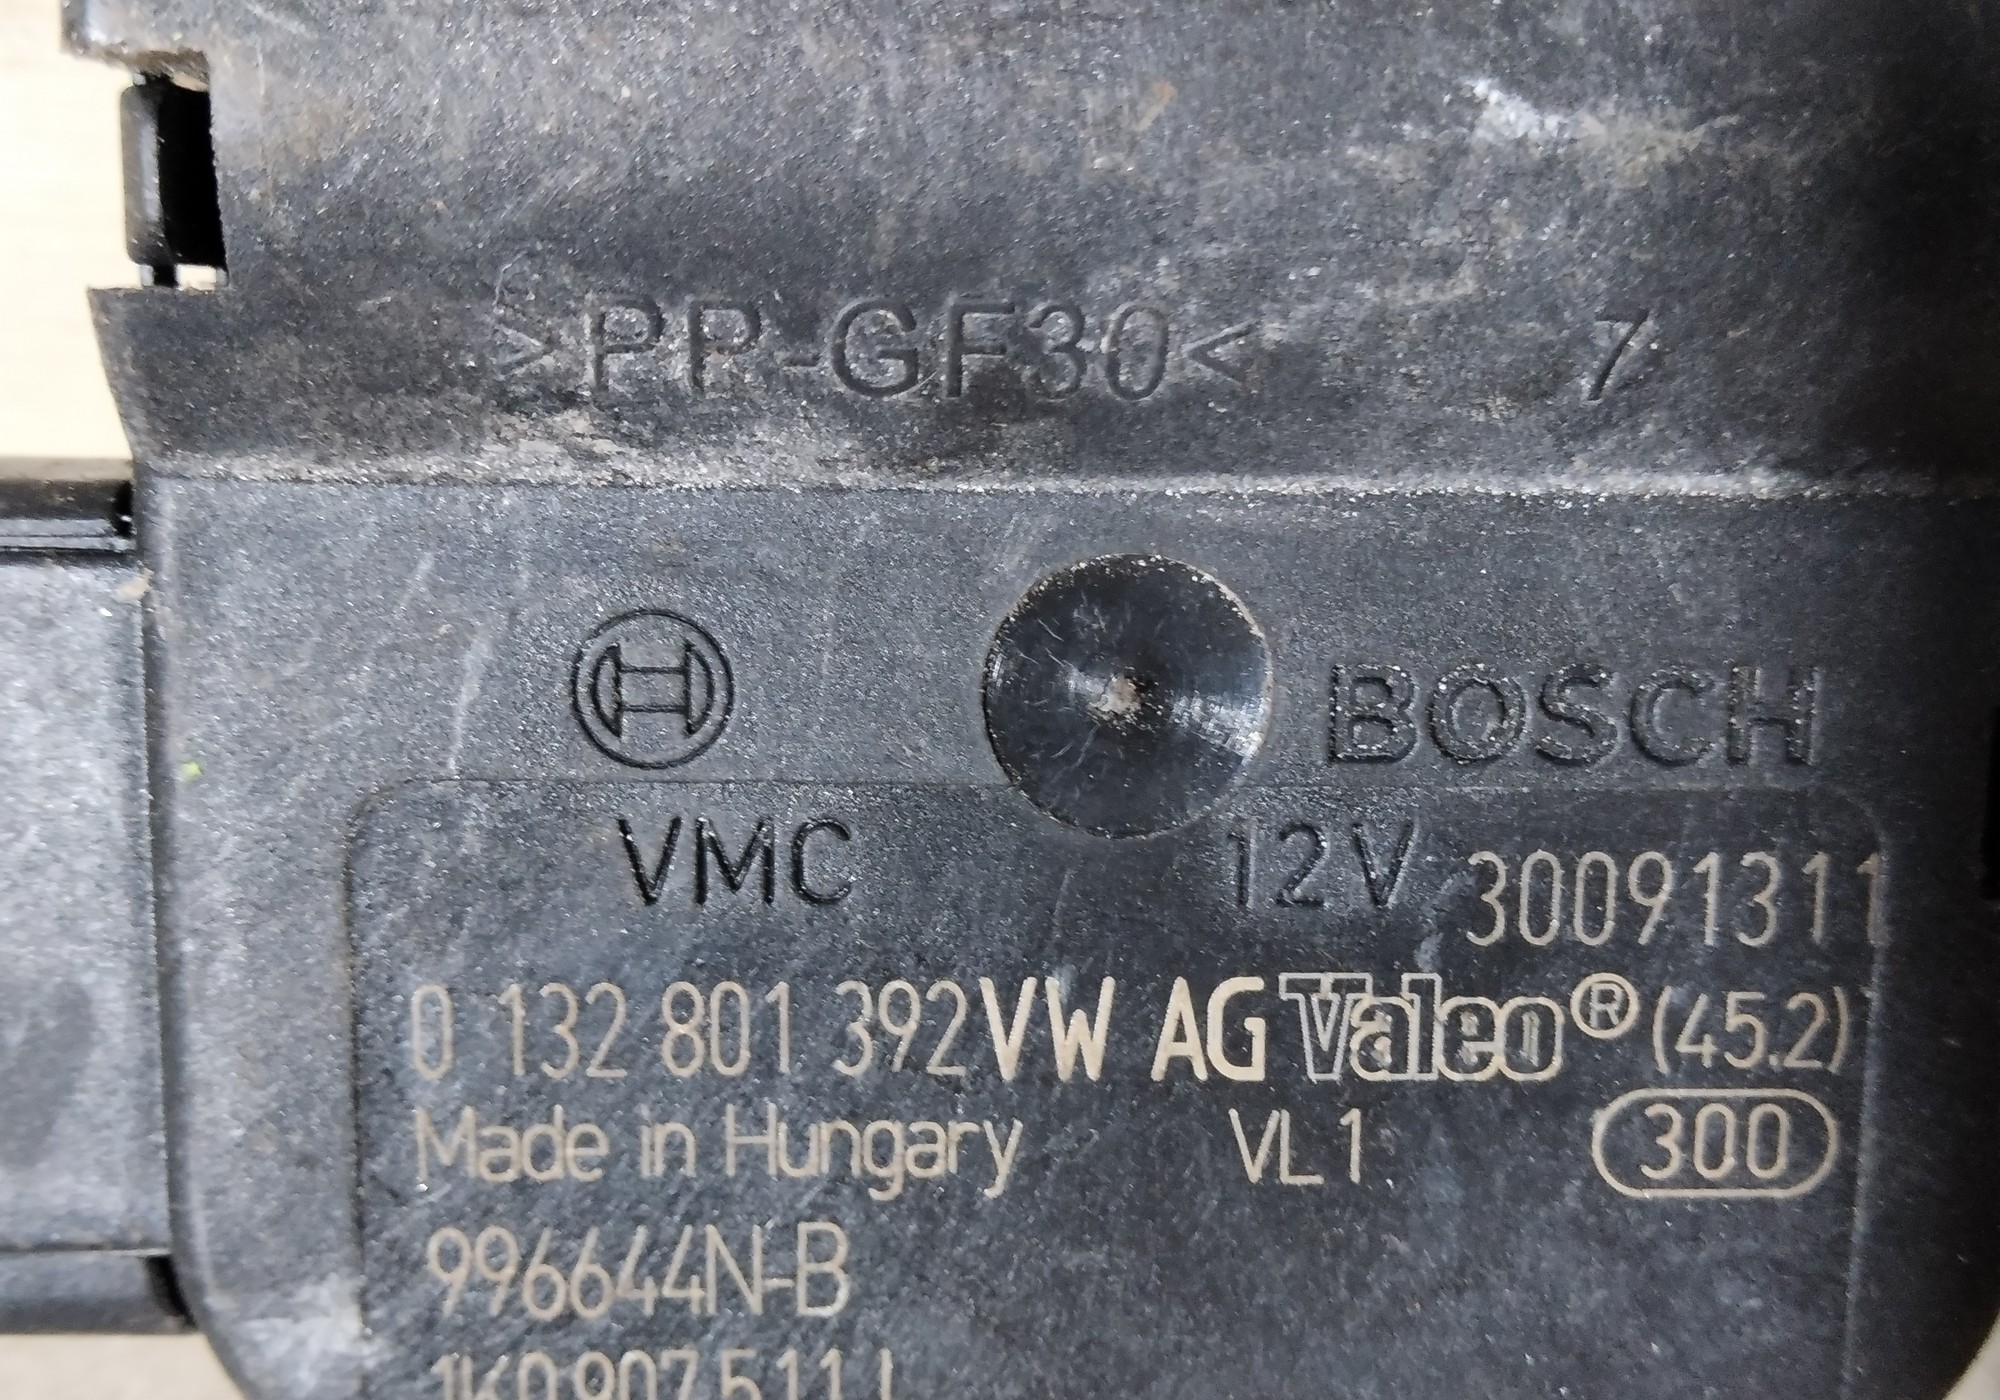 >PP-GF30< 7
BOSCH
VMC 12V 30091311
0 132 801 392 VW AG Valeo® (45.2)
Made in Hungary VL1 300
996644N-B